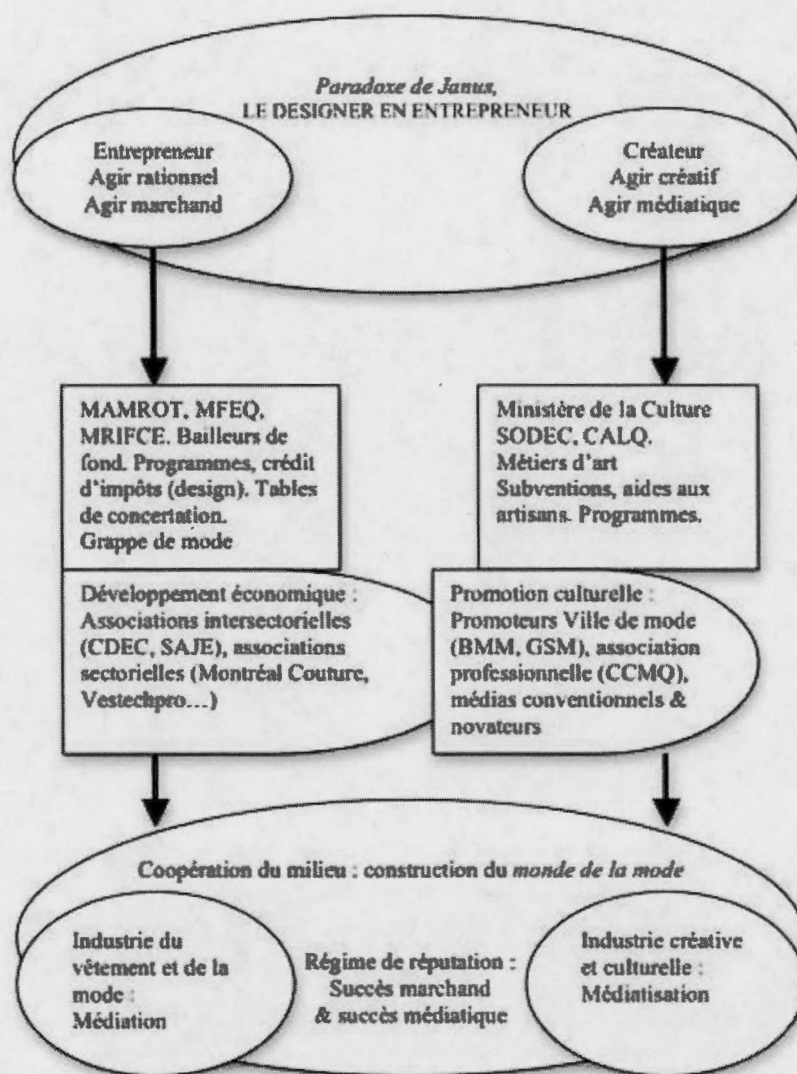 Paradoxe de Janus,
LE DESIGNER EN ENTREPRENEUR
Entrepreneur
Agir rationnel
Agir marchand
Créateur
Agir créatif
Agir médiatique
MAMROT, MFEQ,
MRIFCE. Bailleurs de
fond. Programmes, crédit
d'impôts (design). Tables
de concertation.
Grappe de mode
Ministère de la Culture
SODEC, CALQ.
Métiers d'art
Subventions, aides aux
artisans. Programmes.
Développement économique :
Associations intersectorielles
(CDEC, SAJE), associations
sectorielles (Montréal Couture,
Vestechpro…)
Promotion culturelle :
Promoteurs Ville de mode
(BMM, GSM), association
professionnelle (CCMQ),
médias conventionnels &
novateurs
Coopération du milieu : construction du monde de la mode
Industrie du
vêtement et de la
mode :
Médiation
Régime de réputation :
Succès marchand
& succès médiatique
Industrie créative
et culturelle :
Médiatisation